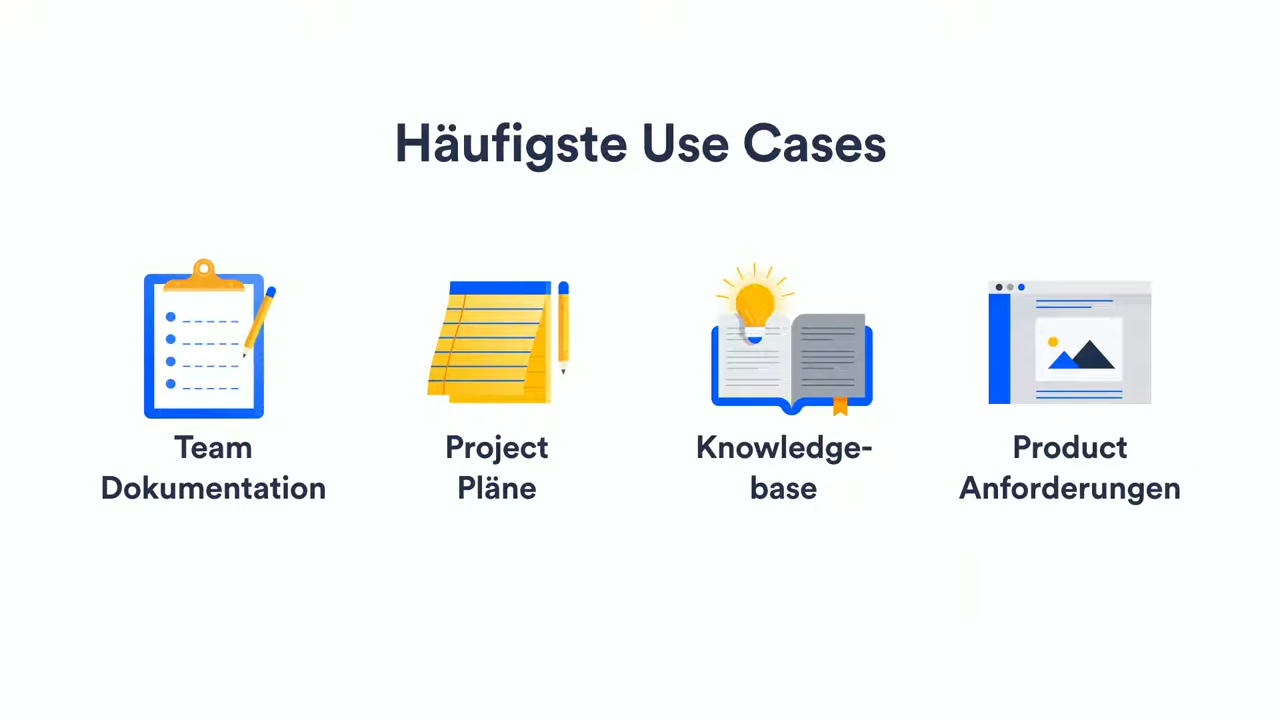 Häufigste Use Cases
Team
Dokumentation
Project
Pläne
Knowledge-
base
Product
Anforderungen